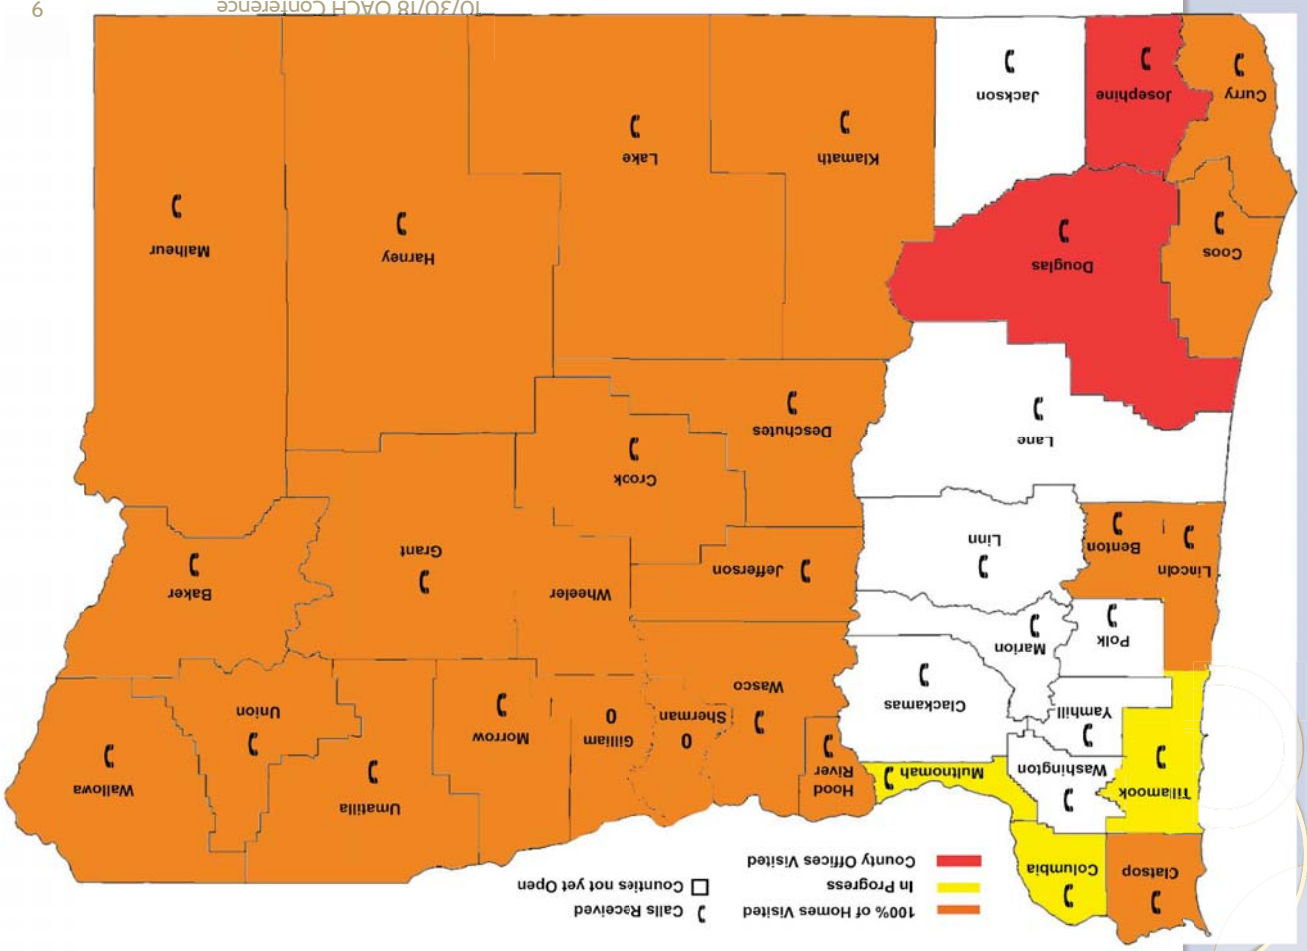 100% of Homes Visited
In Progress
County Offices Visited
Calls Received
Counties not yet Open
Clatsop
Columbia
Tillamook
Washington
Multnomah
Hood
River
Yamhill
Clackamas
Polk
Marion
Wasco
Sherman
0
Gilliam
0
Morrow
Umatilla
Union
Wallowa
Lincoln
Benton
Linn
Jefferson
Wheeler
Grant
Baker
Lane
Deschutes
Crook
Coos
Douglas
Harney
Malheur
Curry
Josephine
Jackson
Klamath
Lake
10/30/18 OACH Conference
9